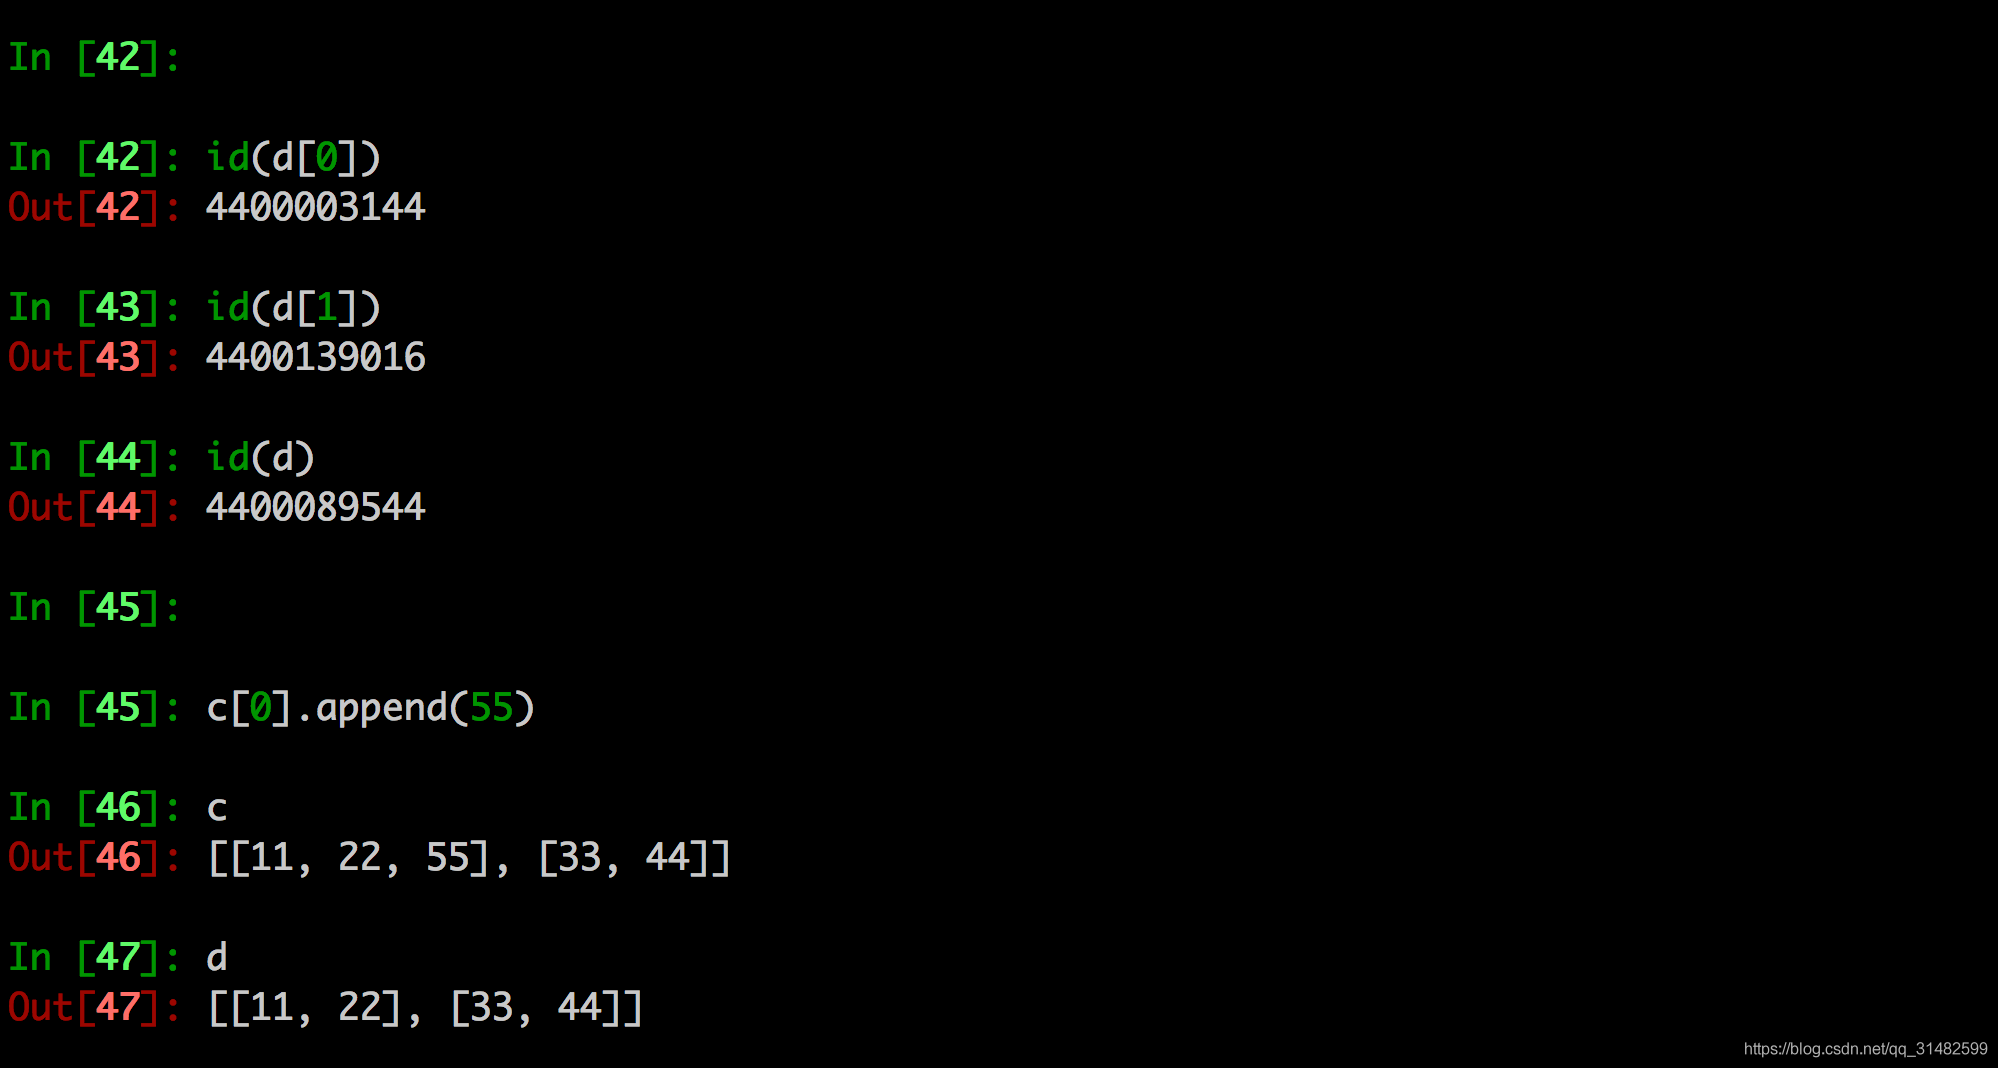 In [42]:
In [42]: id(d[0])
Out[42]: 4400003144
In [43]: id(d[1])
Out[43]: 4400139016
In [44]: id(d)
Out[44]: 4400089544
In [45]:
In [45]: c[0].append(55)
In [46]: c
Out[46]: [[11, 22, 55], [33, 44]]
In [47]: d
Out[47]: [[11, 22], [33, 44]]
https://blog.csdn.net/qq_31482599